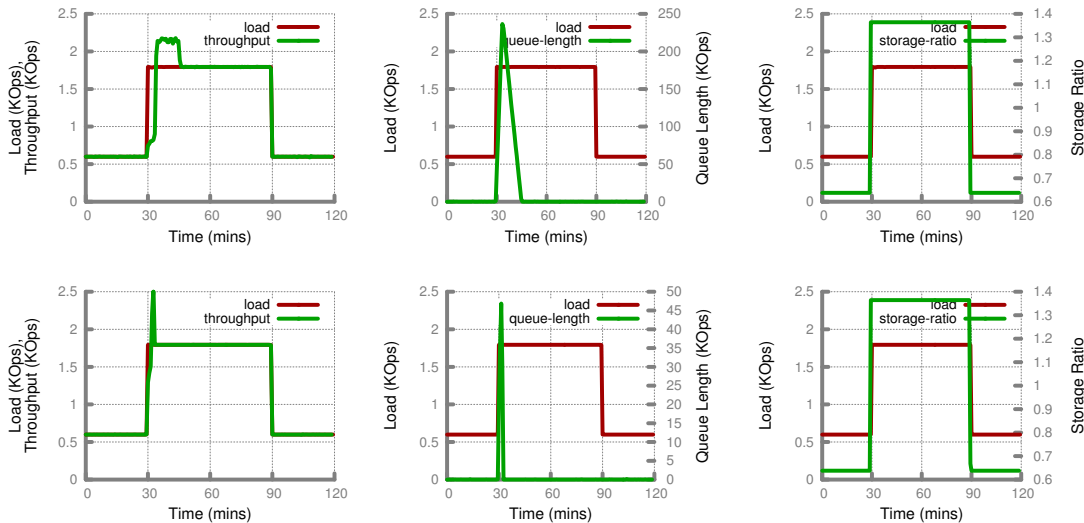 Load (KOps),
Throughput (KOps)
2.5
2
1.5
1
0.5
0
load
throughput
0 30 60 90 120
Time (mins)
Load (KOps)
2.5
2
1.5
1
0.5
0
load
queue-length
250
200
150
100
50
0
Queue Length (KOps)
0 30 60 90 120
Time (mins)
Load (KOps)
2.5
2
1.5
1
0.5
0
load
storage-ratio
1.4
1.3
1.2
1.1
1
0.9
0.8
0.7
0.6
Storage Ratio
0 30 60 90 120
Time (mins)
Load (KOps),
Throughput (KOps)
2.5
2
1.5
1
0.5
0
load
throughput
0 30 60 90 120
Time (mins)
Load (KOps)
2.5
2
1.5
1
0.5
0
load
queue-length
50
45
40
35
30
25
20
15
10
5
0
Queue Length (KOps)
0 30 60 90 120
Time (mins)
Load (KOps)
2.5
2
1.5
1
0.5
0
load
storage-ratio
1.4
1.3
1.2
1.1
1
0.9
0.8
0.7
0.6
Storage Ratio
0 30 60 90 120
Time (mins)